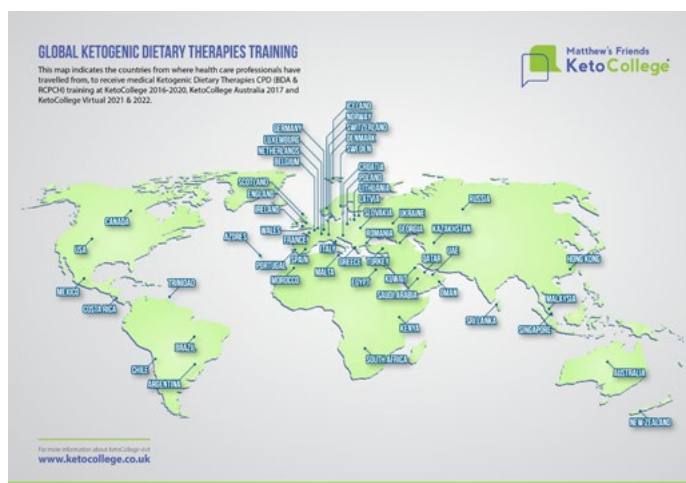 GLOBAL KETOGENIC DIETARY THERAPIES TRAINING
This map indicates the countries from where health care professionals have
travelled from, to receive medical Ketogenic Dietary Therapies CPD (BDA &
RCPCH) training at KetoCollege 2016-2020, KetoCollege Australia 2017 and
KetoCollege Virtual 2021 & 2022.
Matthew's Friends
KetoCollege
ICELAND
NORWAY
SWITZERLAND
DENMARK
SWEDEN
GERMANY
LUXEMBURG
NETHERLANDS
BELGIUM
CROATIA
POLAND
LITHUANIA
LATVIA
SCOTLAND
ENGLAND
IRELAND
WALES
FRANCE
SLOVAKIA
UKRAINE
RUSSIA
ROMANIA
GEORGIA
KAZAKHSTAN
CANADA
USA
AZORES
PORTUGAL
SPAIN
ITALY
MALTA
GREECE
TURKEY
QATAR
UAE
HONG KONG
MEXICO
COSTA RICA
TRINIDAD
MOROCCO
EGYPT
KUWAIT
SAUDI ARABIA
OMAN
SRI LANKA
MALAYSIA
SINGAPORE
KENYA
BRAZIL
SOUTH AFRICA
CHILE
ARGENTINA
AUSTRALIA
NEW ZEALAND
For more information about KetoCollege visit
www.ketocollege.co.uk